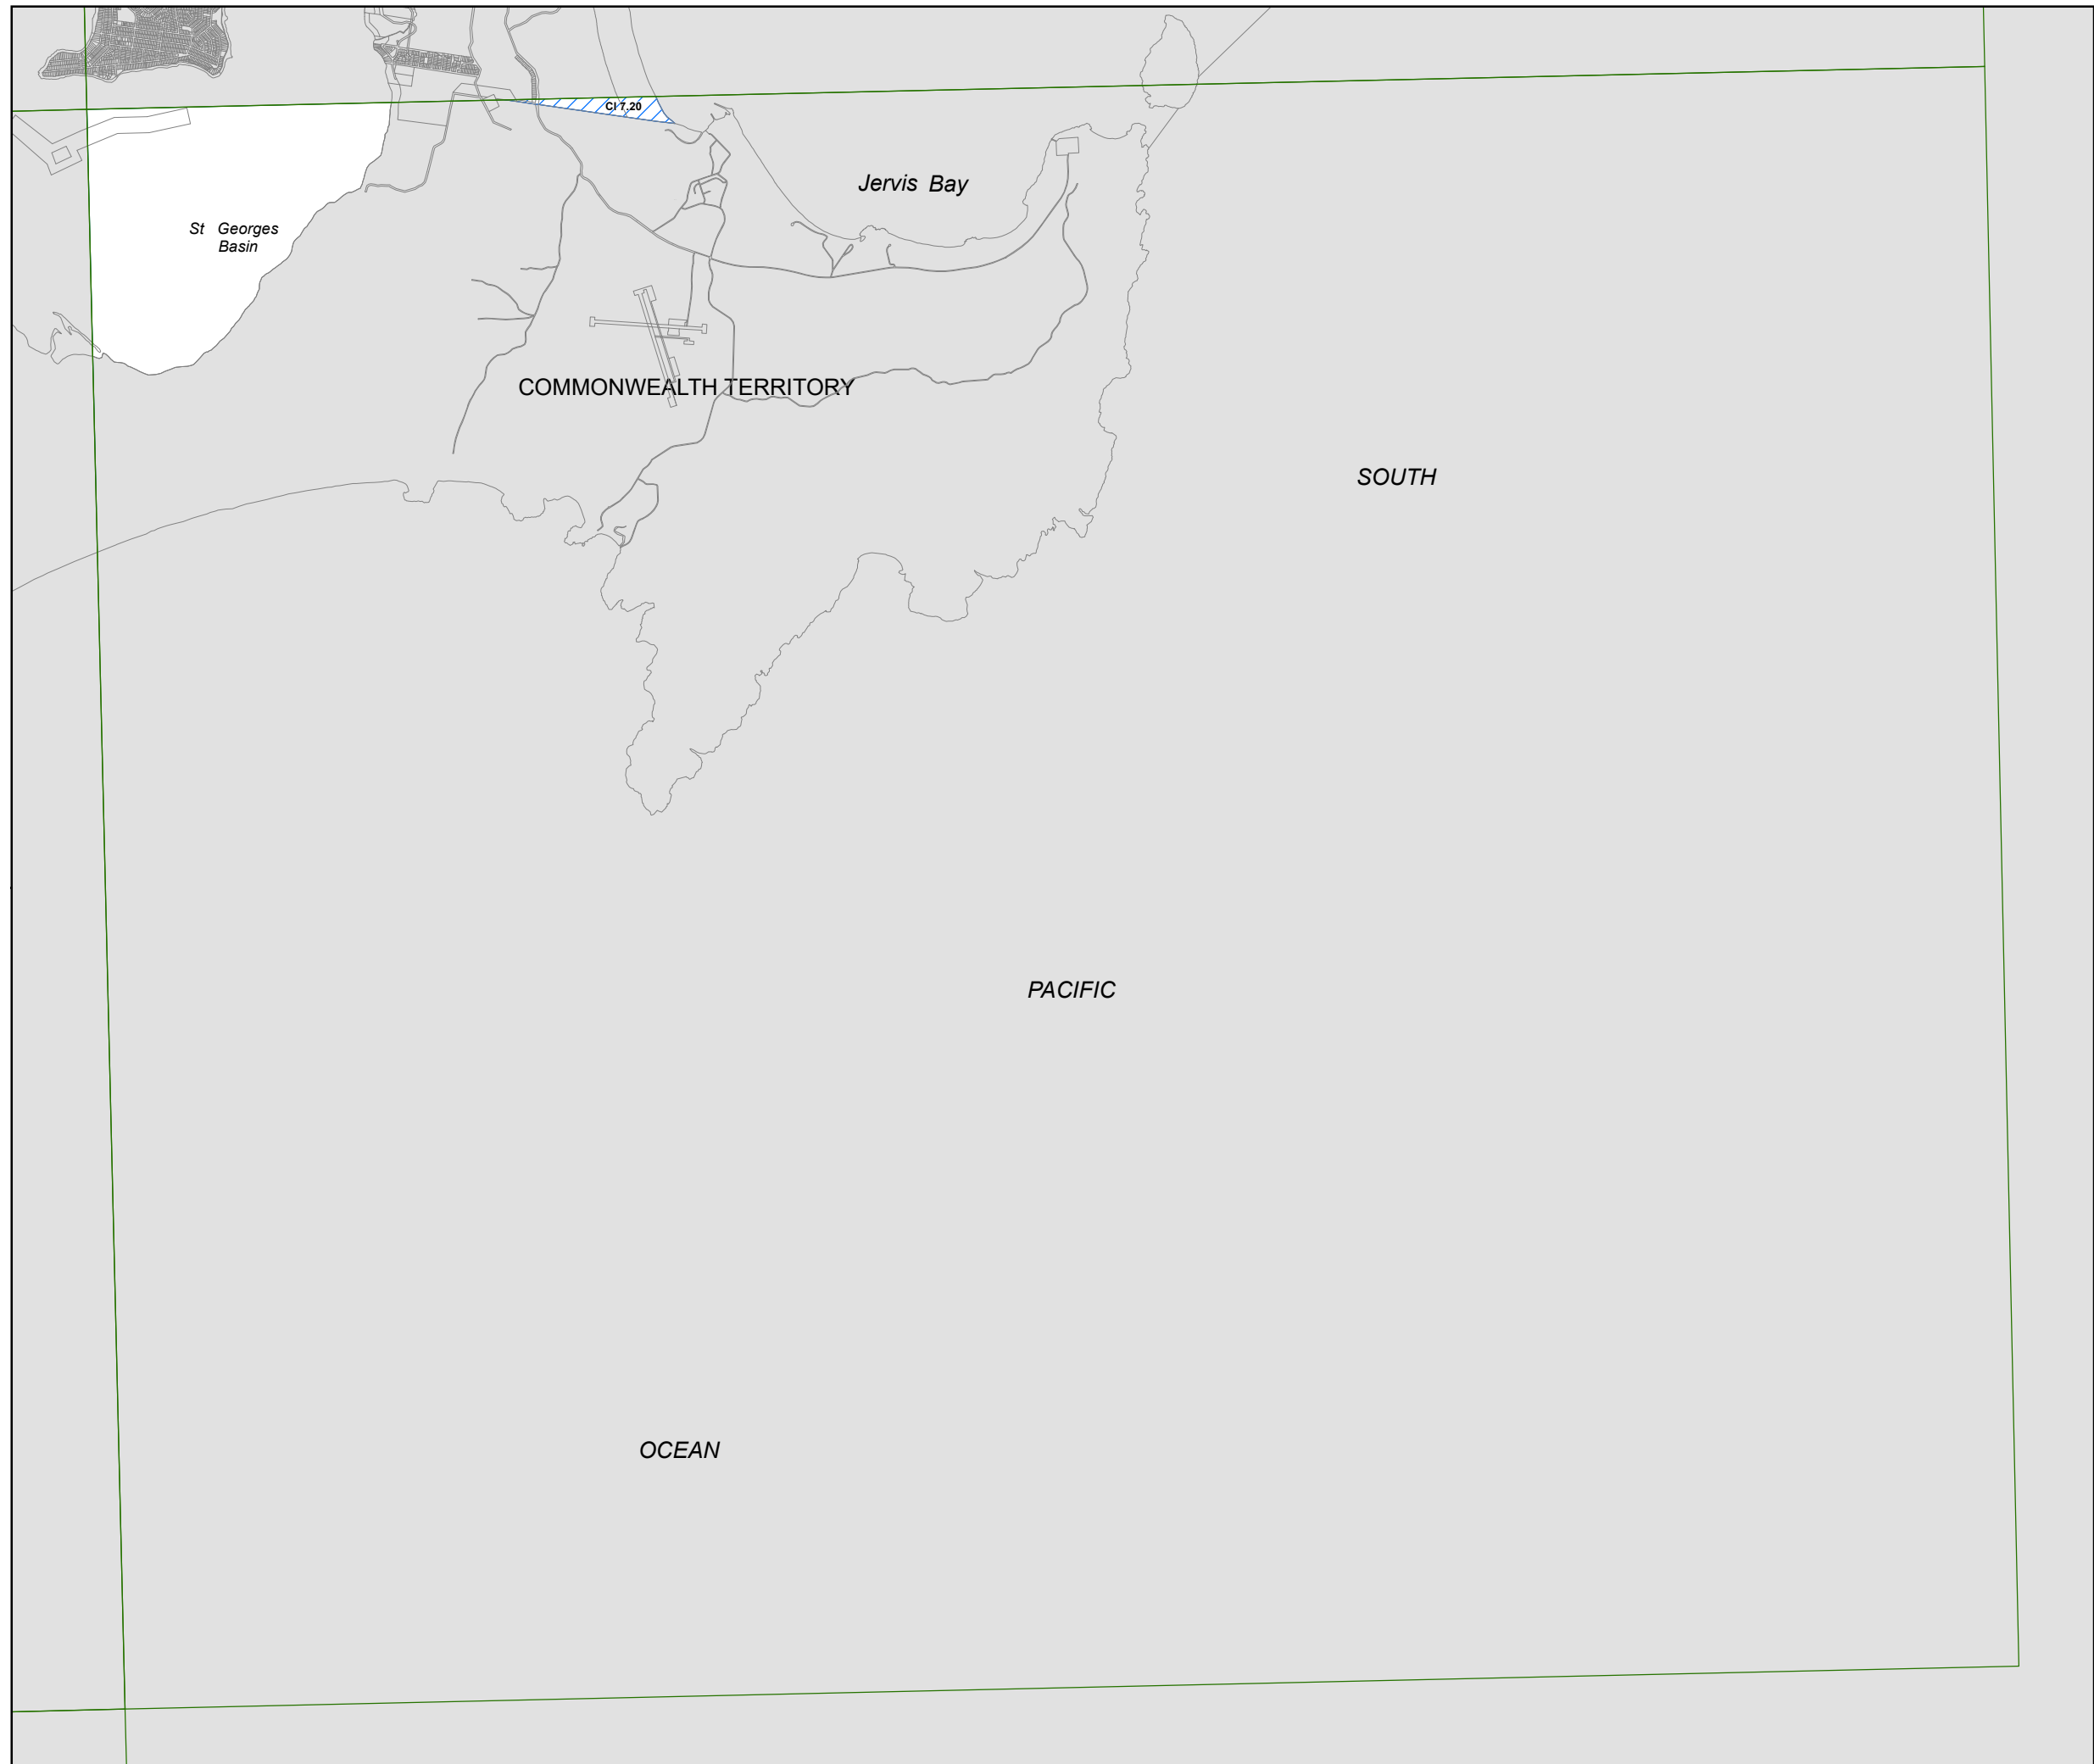 Cl 7.20
Jervis Bay
St Georges
Basin
COMMONWEALTH TERRITORY
SOUTH
PACIFIC
OCEAN